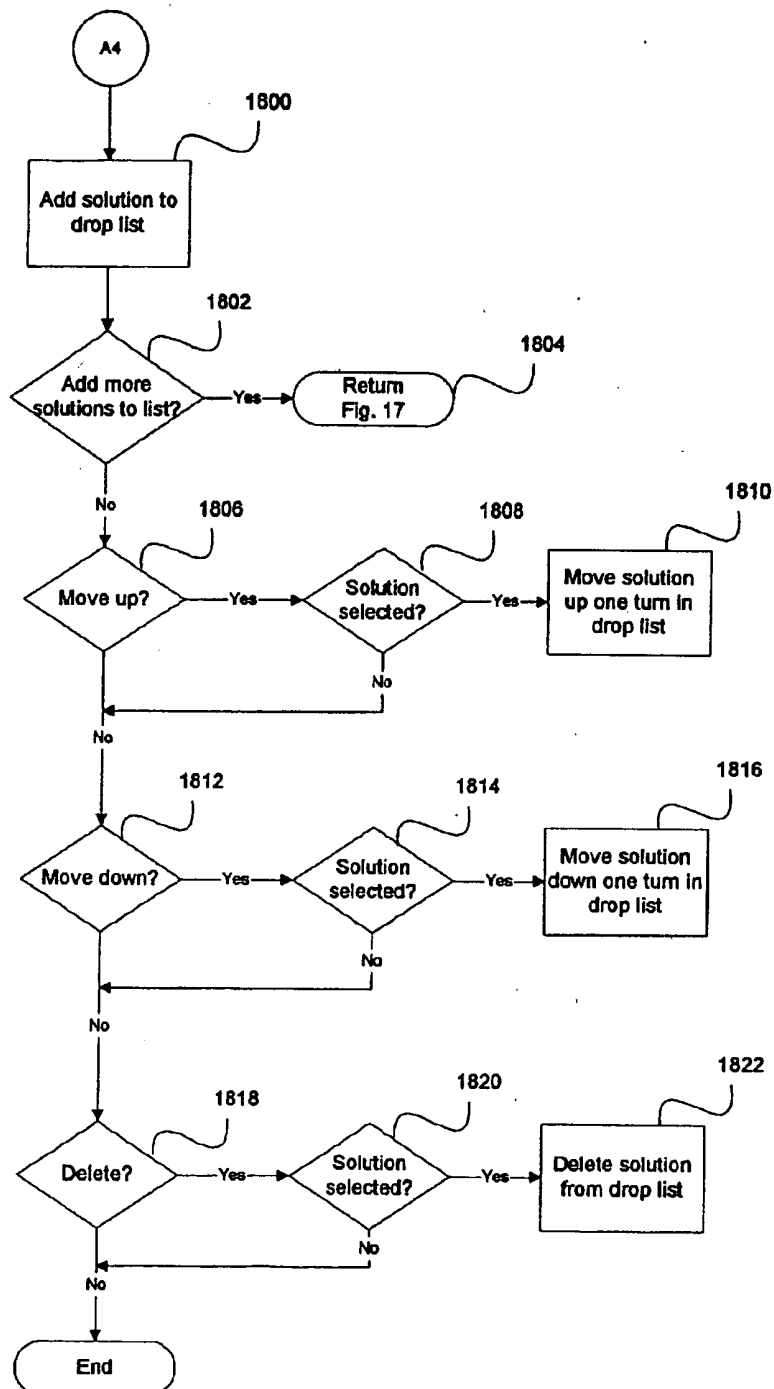 A4
1800
Add solution to
drop list
1802
Add more
solutions to list?
Yes
1804
Return
Fig. 17
No
1806
Move up?
Yes
1808
Solution
selected?
Yes
1810
Move solution
up one turn in
drop list
No
No
1812
Move down?
Yes
1814
Solution
selected?
Yes
1816
Move solution
down one turn in
drop list
No
No
1818
Delete?
Yes
1820
Solution
selected?
Yes
1822
Delete solution
from drop list
No
No
End